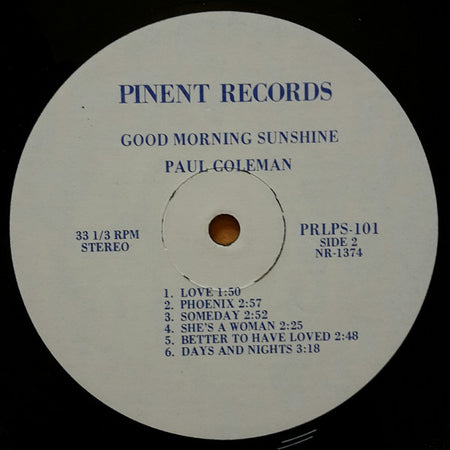 PINENT RECORDS
GOOD MORNING SUNSHINE
PAUL COLEMAN
33 1/3 RPM
STEREO
PRLPS-101
SIDE 2
NR-1374
1. LOVE 1:50
2. PHOENIX 2:57
3. SOMEDAY 2:52
4. SHE'S A WOMAN 2:25
5. BETTER TO HAVE LOVED 2:48
6. DAYS AND NIGHTS 3:18